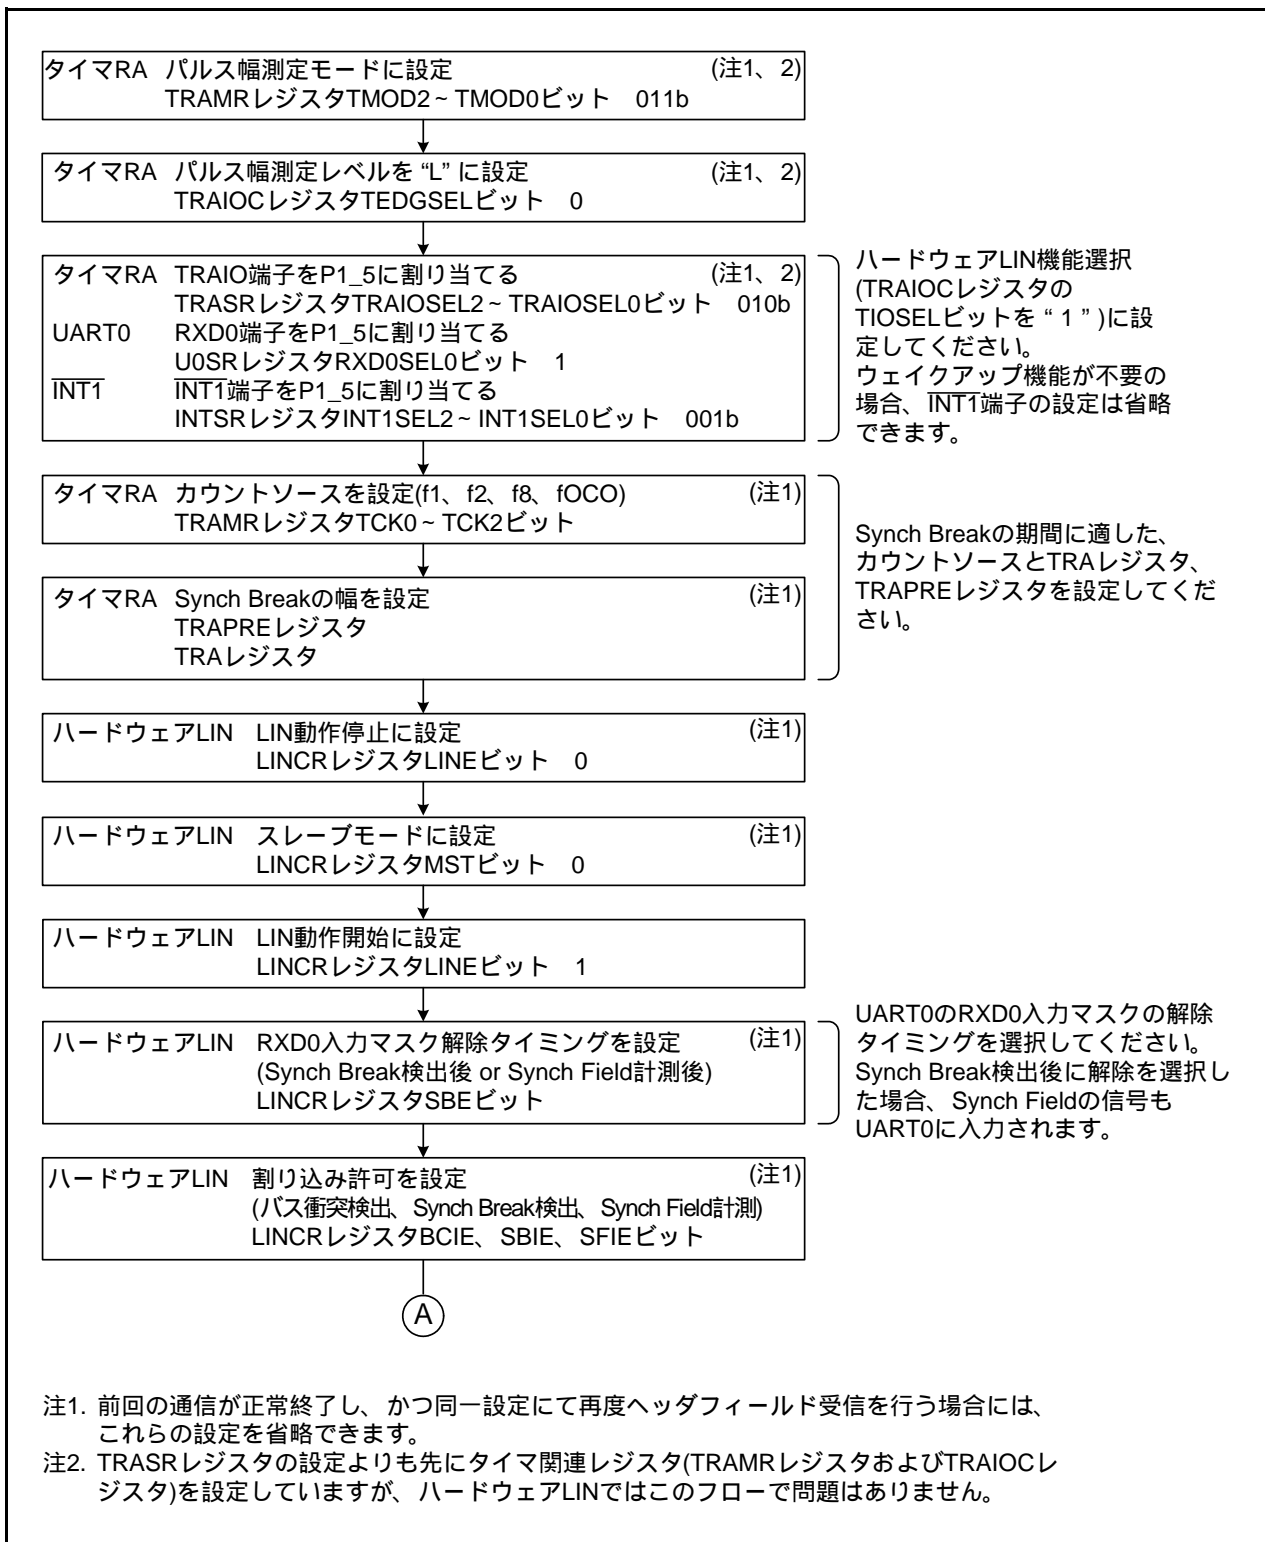 タイマRA パルス幅測定モードに設定 (注1、2)
TRAMRレジスタTMOD2~TMOD0ビット 011b
タイマRA パルス幅測定レベルを “L” に設定 (注1、2)
TRAIOCレジスタTEDGSELビット 0
タイマRA TRAIO端子をP1_5に割り当てる (注1、2)
TRASRレジスタTRAIOSEL2~TRAIOSEL0ビット 010b
UART0 RXD0端子をP1_5に割り当てる
U0SRレジスタRXD0SEL0ビット 1
INT1 INT1端子をP1_5に割り当てる
INTSRレジスタINT1SEL2~INT1SEL0ビット 001b
ハードウェアLIN機能選択
(TRAIOCレジスタの
TIOSELビットを “ 1 ” )に設
定してください。
ウェイクアップ機能が不要の
場合、INT1端子の設定は省略
できます。
タイマRA カウントソースを設定(f1、f2、f8、fOCO) (注1)
TRAMRレジスタTCK0~TCK2ビット
タイマRA Synch Breakの幅を設定 (注1)
TRAPREレジスタ
TRAレジスタ
Synch Breakの期間に適した、
カウントソースとTRAレジスタ、
TRAPREレジスタを設定してくだ
さい。
ハードウェアLIN LIN動作停止に設定 (注1)
LINCRレジスタLINEビット 0
ハードウェアLIN スレーブモードに設定 (注1)
LINCRレジスタMSTビット 0
ハードウェアLIN LIN動作開始に設定
LINCRレジスタLINEビット 1
ハードウェアLIN RXD0入力マスク解除タイミングを設定 (注1)
(Synch Break検出後 or Synch Field計測後)
LINCRレジスタSBEビット
UART0のRXD0入力マスクの解除
タイミングを選択してください。
Synch Break検出後に解除を選択し
た場合、Synch Fieldの信号も
UART0に入力されます。
ハードウェアLIN 割り込み許可を設定 (注1)
(バス衝突検出、Synch Break検出、Synch Field計測)
LINCRレジスタBCIE、SBIE、SFIEビット
A
注1. 前回の通信が正常終了し、かつ同一設定にて再度ヘッダフィールド受信を行う場合には、
これらの設定を省略できます。
注2. TRASRレジスタの設定よりも先にタイマ関連レジスタ(TRAMRレジスタおよびTRAIOCレ
ジスタ)を設定していますが、ハードウェアLINではこのフローで問題はありません。